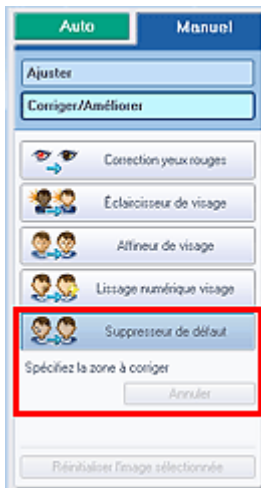 Auto
Manuel
Ajuster
Corriger/Améliorer
Correction yeux rouges
Éclaircisseur de visage
Affineur de visage
Lissage numérique visage
Suppresseur de défaut
Spécifiez la zone à corriger
Annuler
Réinitialiser l'image sélectionnée